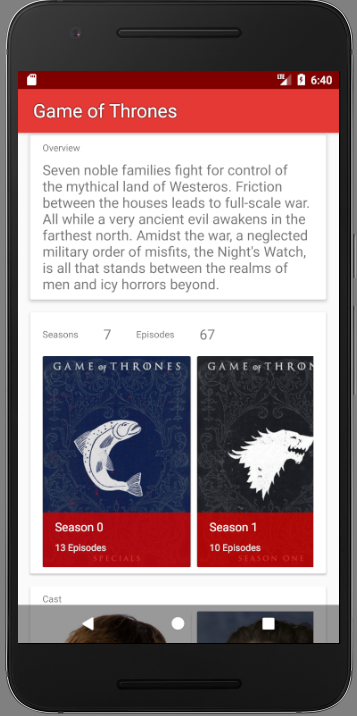 LTE 6:40
Game of Thrones
Overview
Seven noble families fight for control of
the mythical land of Westeros. Friction
between the houses leads to full-scale war.
All while a very ancient evil awakens in the
farthest north. Amidst the war, a neglected
military order of misfits, the Night's Watch,
is all that stands between the realms of
men and icy horrors beyond.
Seasons 7 Episodes 67
GAME of THRONES
Season 0
13 Episodes
SPECIALS
GAME of THRON
Season 1
10 Episodes
SEASON ONE
Cast